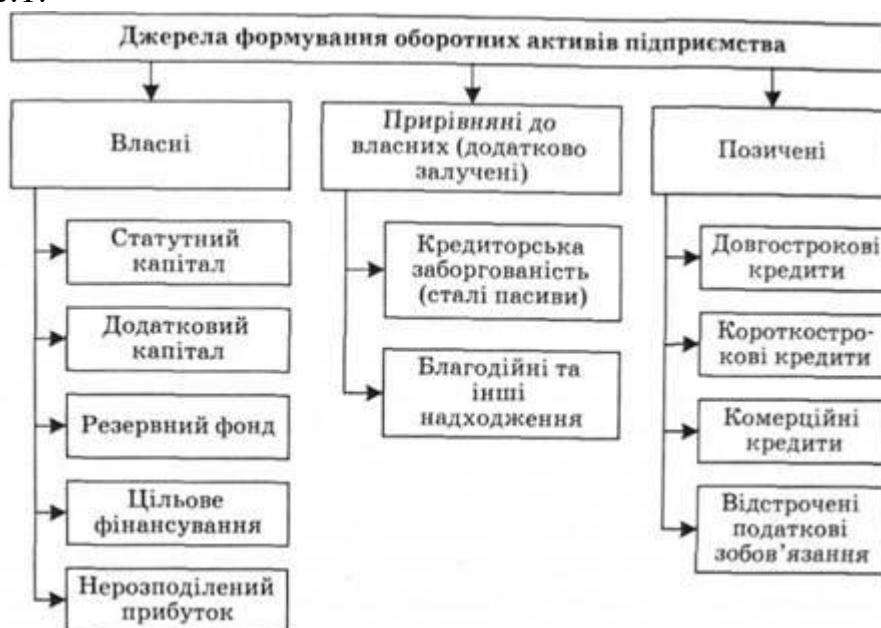 Джерела формування оборотних активів підприємства
Власні
Статутний
капітал
Додатковий
капітал
Резервний фонд
Цільове
фінансування
Нерозподілений
прибуток
Прирівняні до
власних (додатково
залучені)
Кредиторська
заборгованість
(сталі пасиви)
Благодійні та
інші
надходження
Позичені
Довгострокові
кредити
Короткостро-
кові кредити
Комерційні
кредити
Відстрочені
податкові
зобов’язання